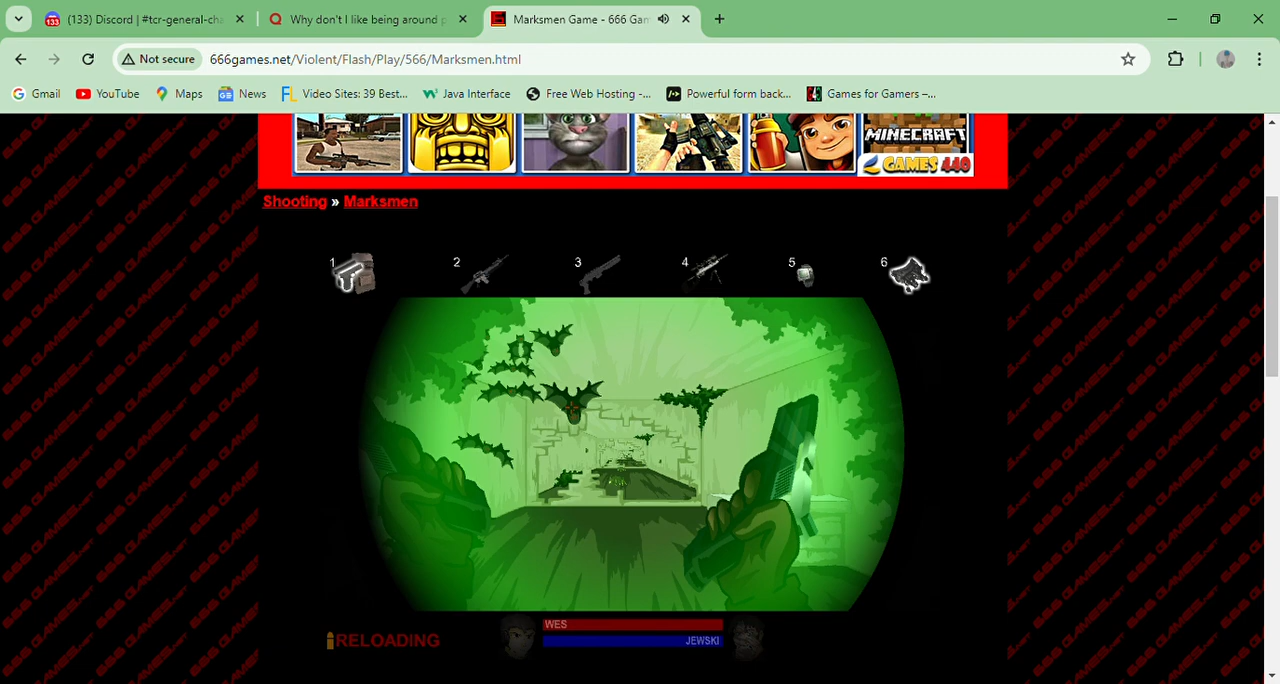 (133) Discord | #tcr-general-cha
Why don't I like being around p
Marksmen Game - 666 Gam
Not secure
666games.net/Violent/Flash/Play/566/Marksmen.html
Gmail
YouTube
Maps
News
Video Sites: 39 Best...
Java Interface
Free Web Hosting -...
Powerful form back...
Games for Gamers –...
MINECRAFT
GAMES 440
Shooting » Marksmen
1
2
3
4
5
6
WES
JEWSKI
RELOADING